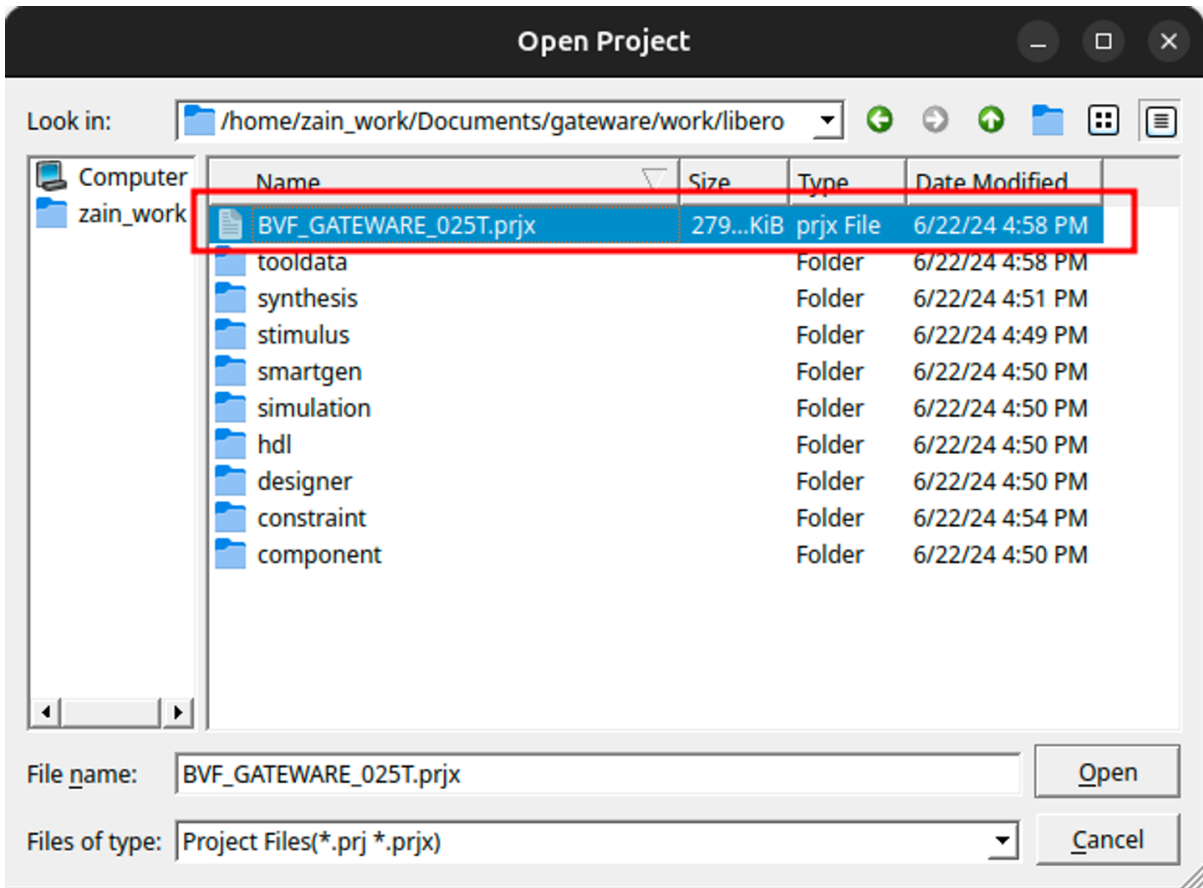 Open Project
Look in: /home/zain_work/Documents/gateware/work/libero
Computer
zain_work
Name Size Type Date Modified
BVF_GATEWARE_025T.prjx 279...KiB prjx File 6/22/24 4:58 PM
tooldata Folder 6/22/24 4:58 PM
synthesis Folder 6/22/24 4:51 PM
stimulus Folder 6/22/24 4:49 PM
smartgen Folder 6/22/24 4:50 PM
simulation Folder 6/22/24 4:50 PM
hdl Folder 6/22/24 4:50 PM
designer Folder 6/22/24 4:50 PM
constraint Folder 6/22/24 4:54 PM
component Folder 6/22/24 4:50 PM
File name: BVF_GATEWARE_025T.prjx Open
Files of type: Project Files(*.prj *.prjx) Cancel